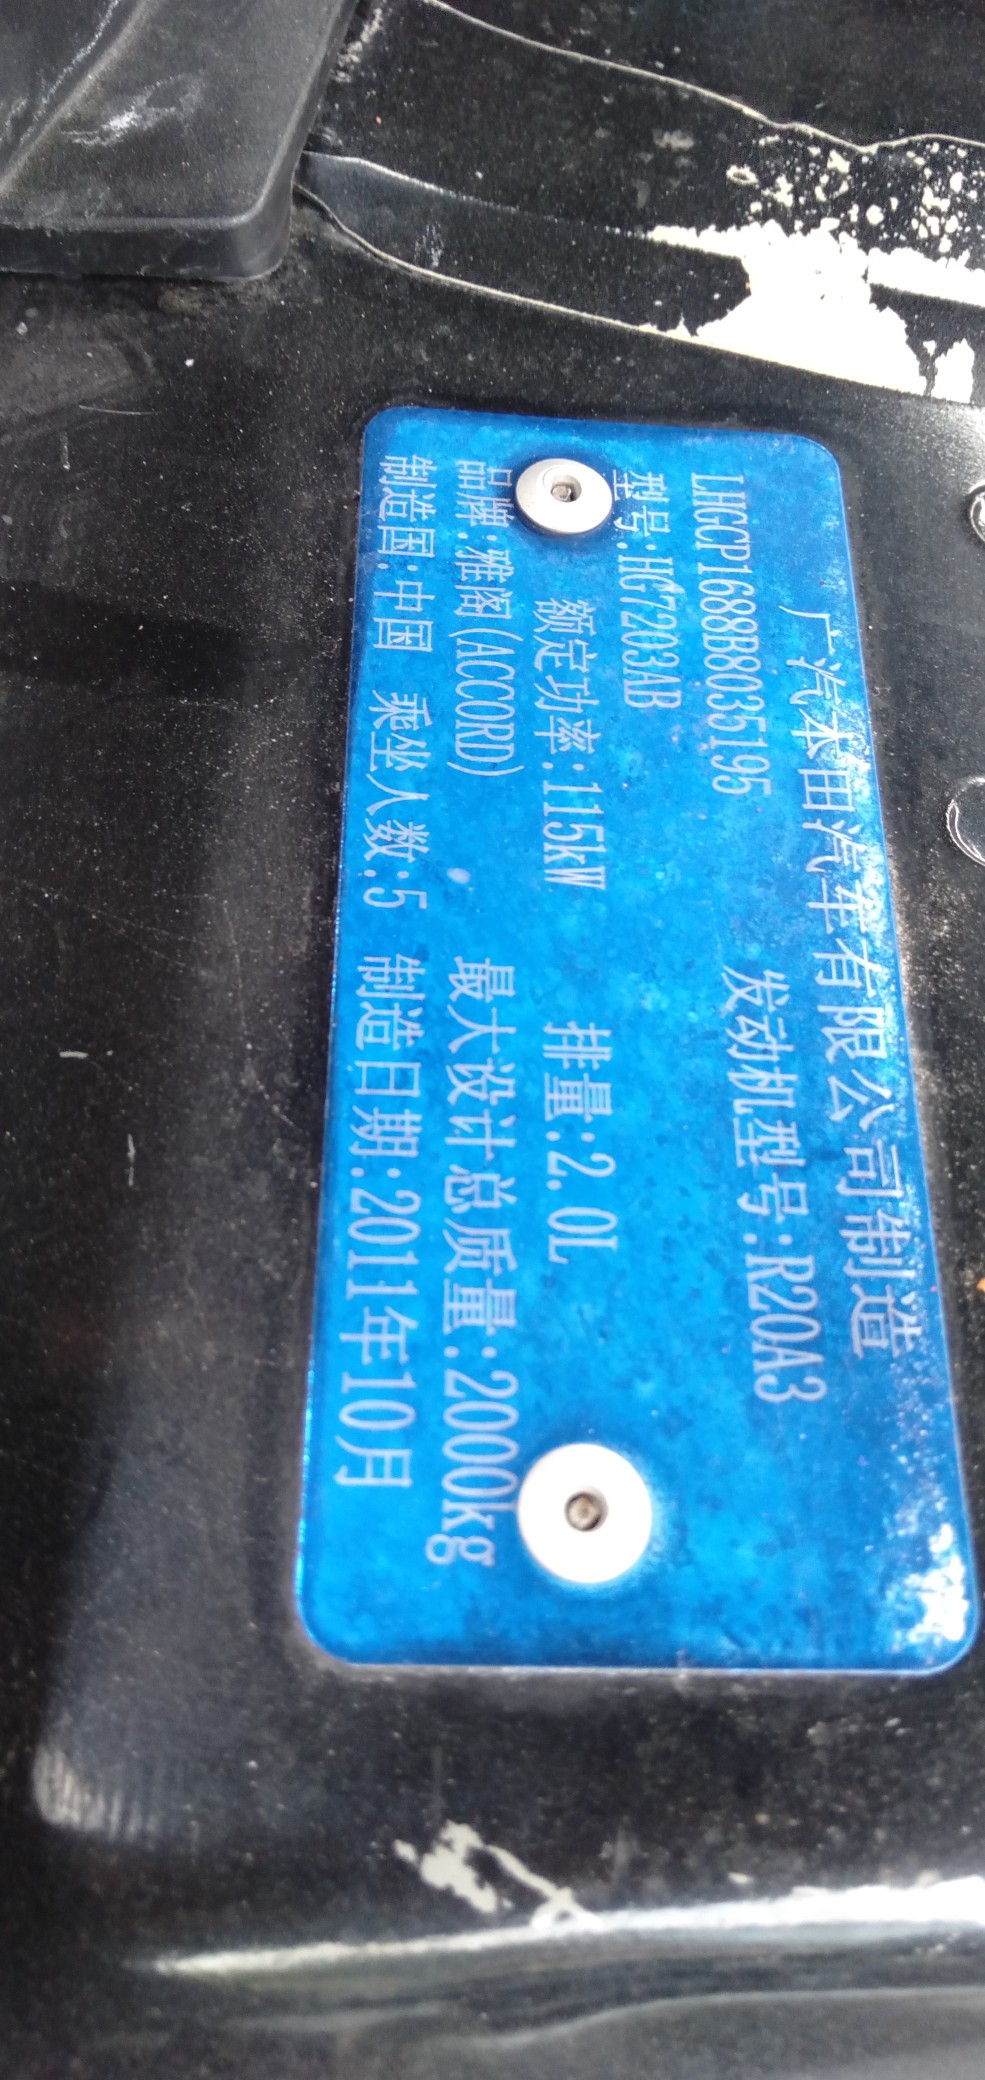 广汽本田汽车有限公司制造
LHGCP1688B8035195 发动机型号:R20A3
型号:HG7203AB
额定功率:115kW 排量:2.0L
品牌:雅阁(ACCORD) 最大设计总质量:2000kg
制造国:中国 乘坐人数:5 制造日期:2011年10月